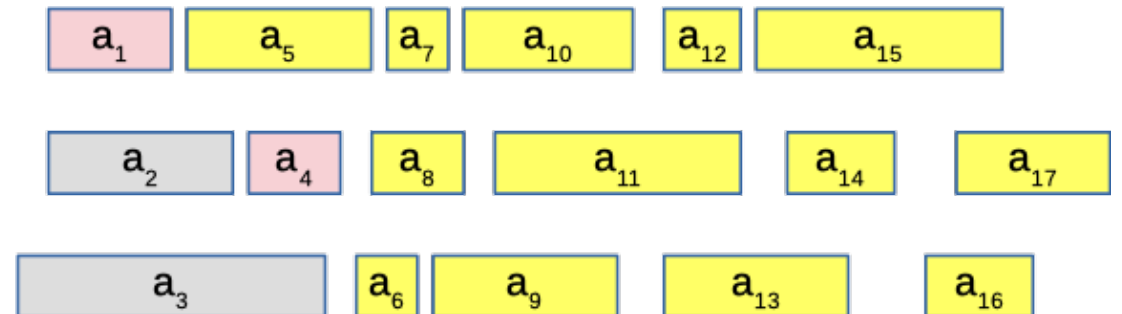 a₁ a₅ a₇ a₁₀ a₁₂ a₁₅
a₂ a₄ a₈ a₁₁ a₁₄ a₁₇
a₃ a₆ a₉ a₁₃ a₁₆